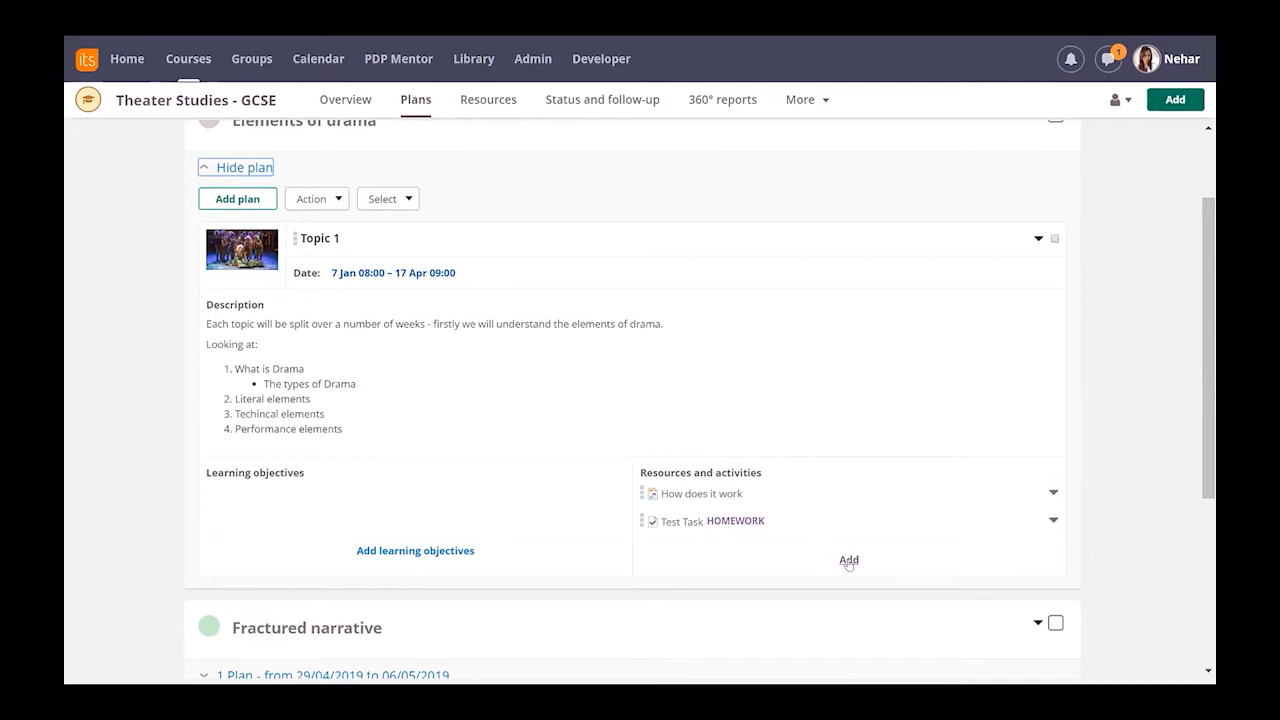 its Home Courses Groups Calendar PDP Mentor Library Admin Developer 1 Nehar
Theater Studies - GCSE Overview Plans Resources Status and follow-up 360° reports More Add
Elements of drama
Hide plan
Add plan Action Select
Topic 1
Date: 7 Jan 08:00 – 17 Apr 09:00
Description
Each topic will be split over a number of weeks - firstly we will understand the elements of drama.
Looking at:
1. What is Drama
• The types of Drama
2. Literal elements
3. Techincal elements
4. Performance elements
Learning objectives
Add learning objectives
Resources and activities
How does it work
Test Task HOMEWORK
Add
Fractured narrative
1 Plan - from 29/04/2019 to 06/05/2019